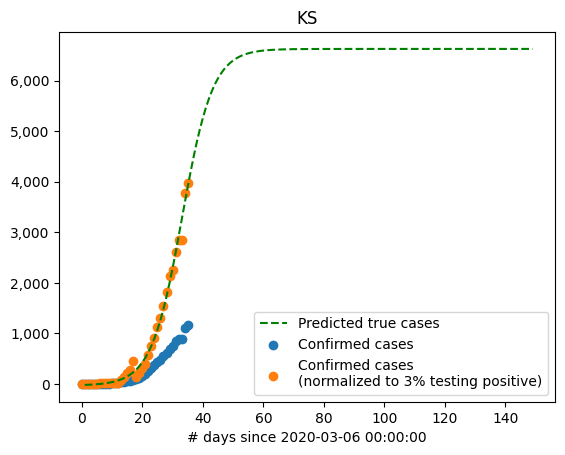 KS
6,000
5,000
4,000
3,000
2,000
1,000
0
Predicted true cases
Confirmed cases
Confirmed cases
(normalized to 3% testing positive)
0 20 40 60 80 100 120 140
# days since 2020-03-06 00:00:00